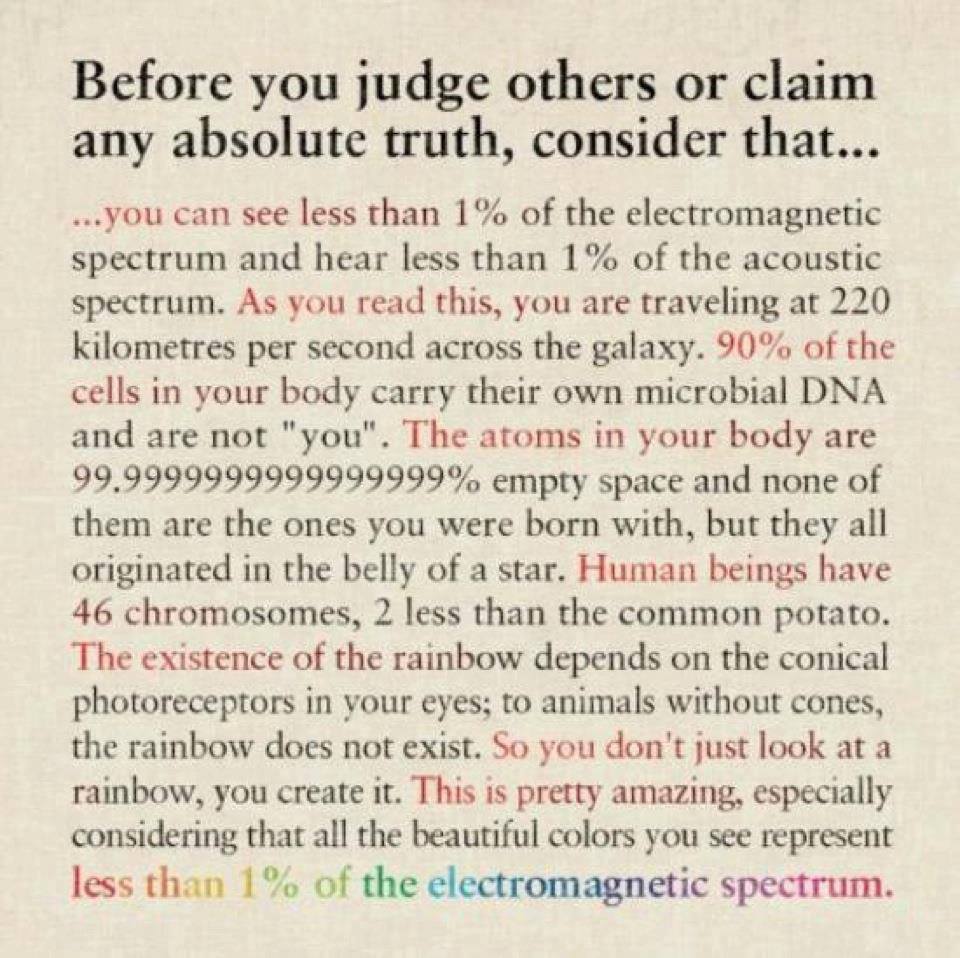 Before you judge others or claim
any absolute truth, consider that...
...you can see less than 1% of the electromagnetic
spectrum and hear less than 1% of the acoustic
spectrum. As you read this, you are traveling at 220
kilometres per second across the galaxy. 90% of the
cells in your body carry their own microbial DNA
and are not "you". The atoms in your body are
99.9999999999999999% empty space and none of
them are the ones you were born with, but they all
originated in the belly of a star. Human beings have
46 chromosomes, 2 less than the common potato.
The existence of the rainbow depends on the conical
photoreceptors in your eyes; to animals without cones,
the rainbow does not exist. So you don't just look at a
rainbow, you create it. This is pretty amazing, especially
considering that all the beautiful colors you see represent
less than 1% of the electromagnetic spectrum.